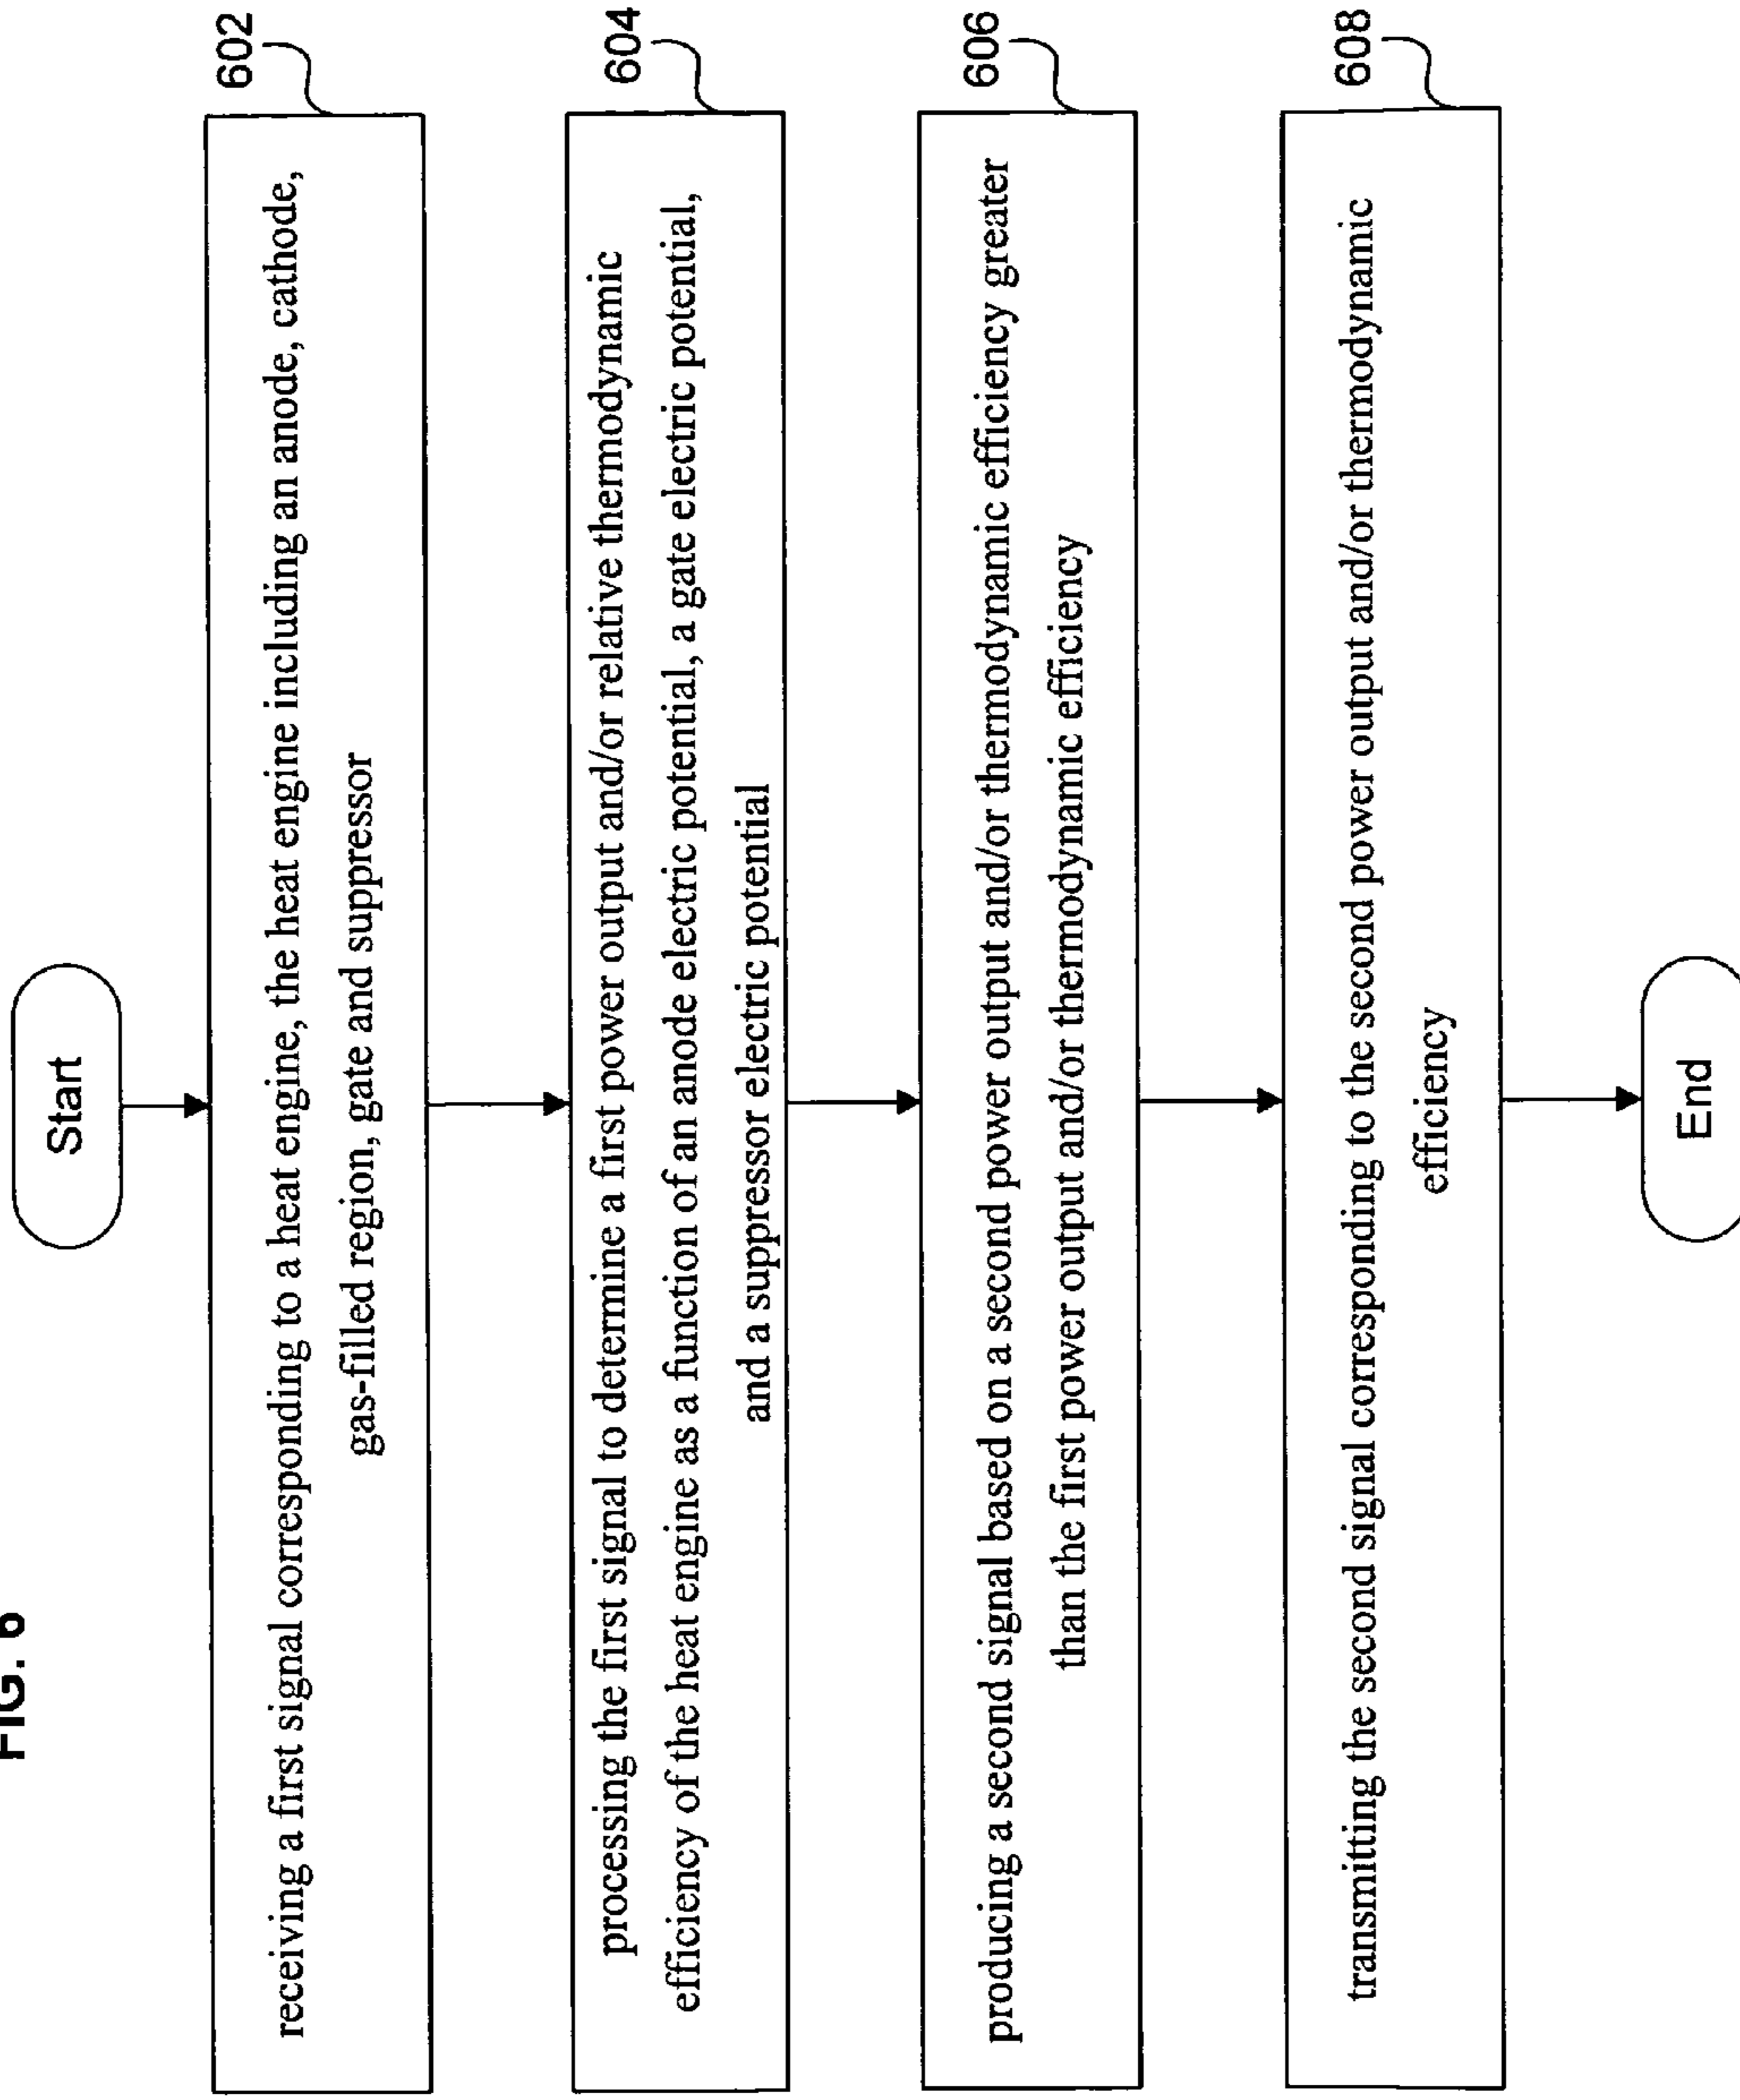 FIG. 6
Start
602
receiving a first signal corresponding to a heat engine, the heat engine including an anode, cathode,
gas-filled region, gate and suppressor
604
processing the first signal to determine a first power output and/or relative thermodynamic
efficiency of the heat engine as a function of an anode electric potential, a gate electric potential,
and a suppressor electric potential
606
producing a second signal based on a second power output and/or thermodynamic efficiency greater
than the first power output and/or thermodynamic efficiency
608
transmitting the second signal corresponding to the second power output and/or thermodynamic
efficiency
End